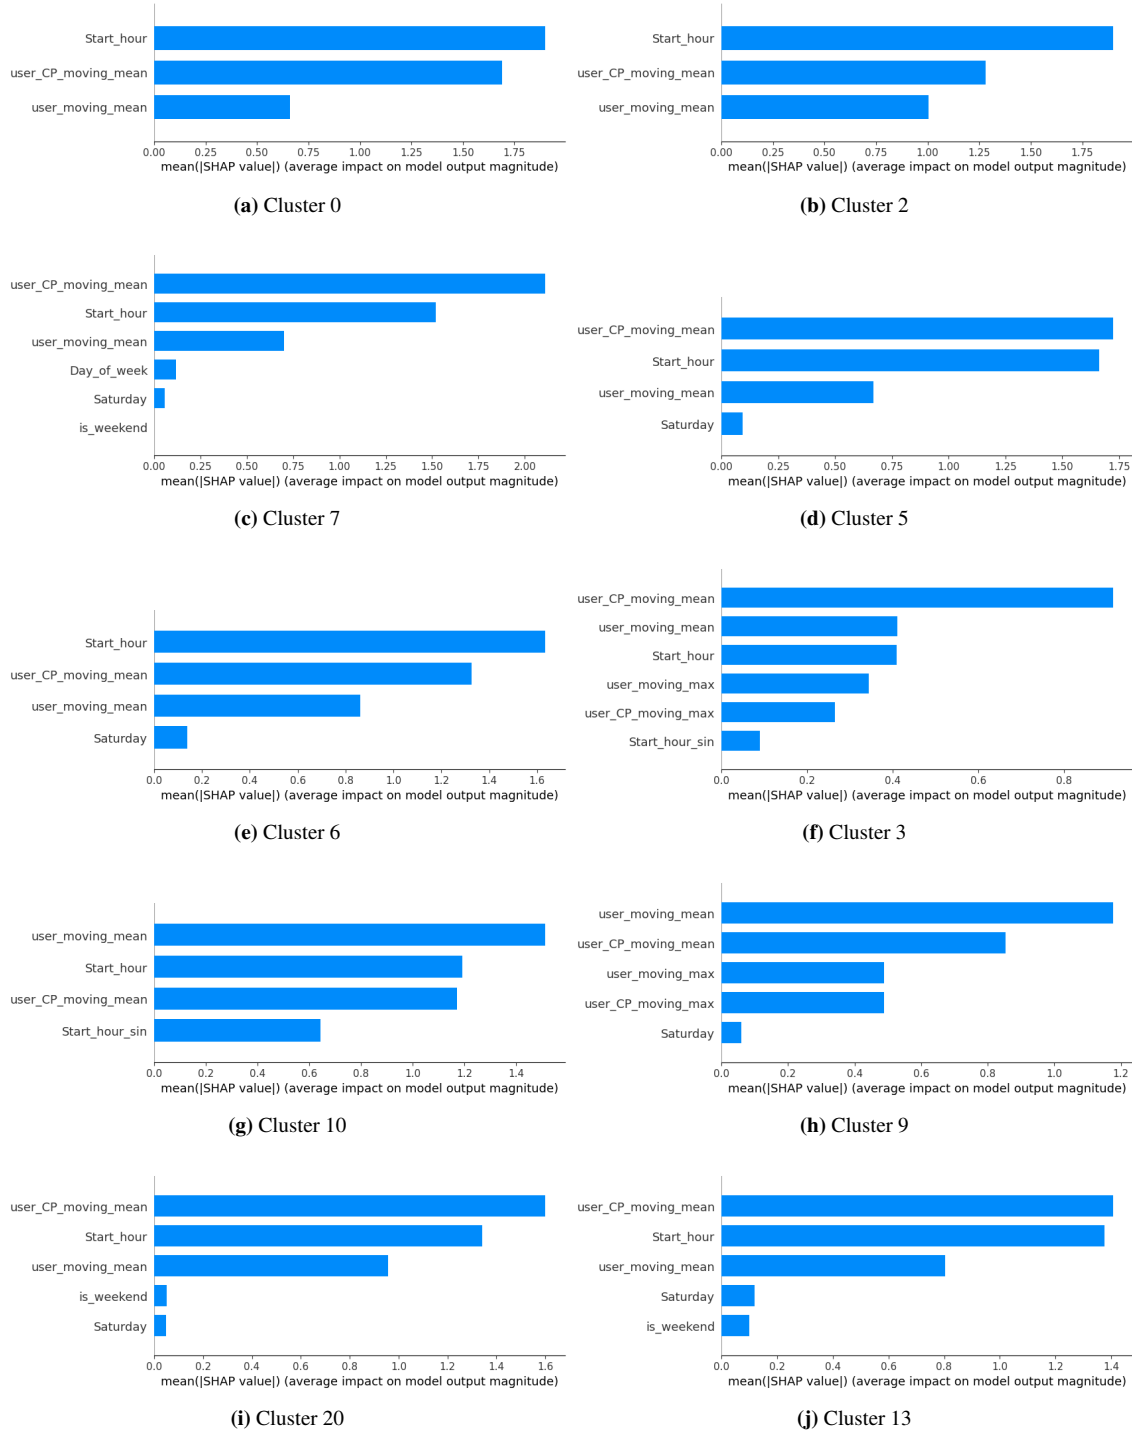 Start_hour
user_CP_moving_mean
user_moving_mean
0.00 0.25 0.50 0.75 1.00 1.25 1.50 1.75
mean(|SHAP value|) (average impact on model output magnitude)
(a) Cluster 0
Start_hour
user_CP_moving_mean
user_moving_mean
0.00 0.25 0.50 0.75 1.00 1.25 1.50 1.75
mean(|SHAP value|) (average impact on model output magnitude)
(b) Cluster 2
user_CP_moving_mean
Start_hour
user_moving_mean
Day_of_week
Saturday
is_weekend
0.00 0.25 0.50 0.75 1.00 1.25 1.50 1.75 2.00
mean(|SHAP value|) (average impact on model output magnitude)
(c) Cluster 7
user_CP_moving_mean
Start_hour
user_moving_mean
Saturday
0.00 0.25 0.50 0.75 1.00 1.25 1.50 1.75
mean(|SHAP value|) (average impact on model output magnitude)
(d) Cluster 5
Start_hour
user_CP_moving_mean
user_moving_mean
Saturday
0.0 0.2 0.4 0.6 0.8 1.0 1.2 1.4 1.6
mean(|SHAP value|) (average impact on model output magnitude)
(e) Cluster 6
user_CP_moving_mean
user_moving_mean
Start_hour
user_moving_max
user_CP_moving_max
Start_hour_sin
0.0 0.2 0.4 0.6 0.8
mean(|SHAP value|) (average impact on model output magnitude)
(f) Cluster 3
user_moving_mean
Start_hour
user_CP_moving_mean
Start_hour_sin
0.0 0.2 0.4 0.6 0.8 1.0 1.2 1.4
mean(|SHAP value|) (average impact on model output magnitude)
(g) Cluster 10
user_moving_mean
user_CP_moving_mean
user_moving_max
user_CP_moving_max
Saturday
0.0 0.2 0.4 0.6 0.8 1.0 1.2
mean(|SHAP value|) (average impact on model output magnitude)
(h) Cluster 9
user_CP_moving_mean
Start_hour
user_moving_mean
is_weekend
Saturday
0.0 0.2 0.4 0.6 0.8 1.0 1.2 1.4 1.6
mean(|SHAP value|) (average impact on model output magnitude)
(i) Cluster 20
user_CP_moving_mean
Start_hour
user_moving_mean
Saturday
is_weekend
0.0 0.2 0.4 0.6 0.8 1.0 1.2 1.4
mean(|SHAP value|) (average impact on model output magnitude)
(j) Cluster 13